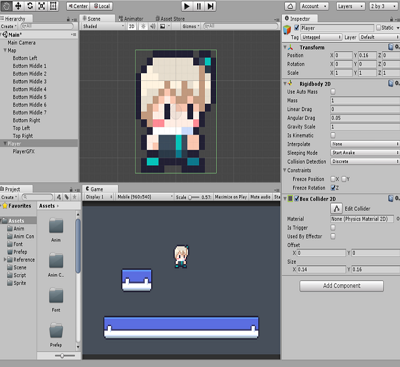 Center
Local
Account
Layers
2 by 3
Hierarchy
Create
Main*
Main Camera
Map
Bottom Left
Bottom Middle 1
Bottom Middle 2
Bottom Middle 3
Bottom Middle 4
Bottom Middle 5
Bottom Middle 6
Bottom Middle 7
Bottom Right
Top Left
Top Right
Player
PlayerGFX
Scene
Animator
Asset Store
Shaded
2D
Gizmos
Inspector
Player
Static
Tag Untagged
Layer Default
Transform
Position X 0 Y 0.16 Z 0
Rotation X 0 Y 0 Z 0
Scale X 1 Y 1 Z 1
Rigidbody 2D
Use Auto Mass
Mass 1
Linear Drag 0
Angular Drag 0.05
Gravity Scale 1
Is Kinematic
Interpolate None
Sleeping Mode Start Awake
Collision Detection Discrete
Constraints
Freeze Position X Y
Freeze Rotation Z
Box Collider 2D
Edit Collider
Material None (Physics Material 2D)
Is Trigger
Used By Effector
Offset
X 0 Y 0
Size
X 0.14 Y 0.16
Add Component
Project
Create
Favorites
Assets
Anim
Anim Con
Font
Prefep
Reference
Scene
Script
Sprite
Assets
Anim
Anim C...
Font
Prefep
Game
Display 1
Mobile (960x540)
Scale
Maximize on Play
Mute audio